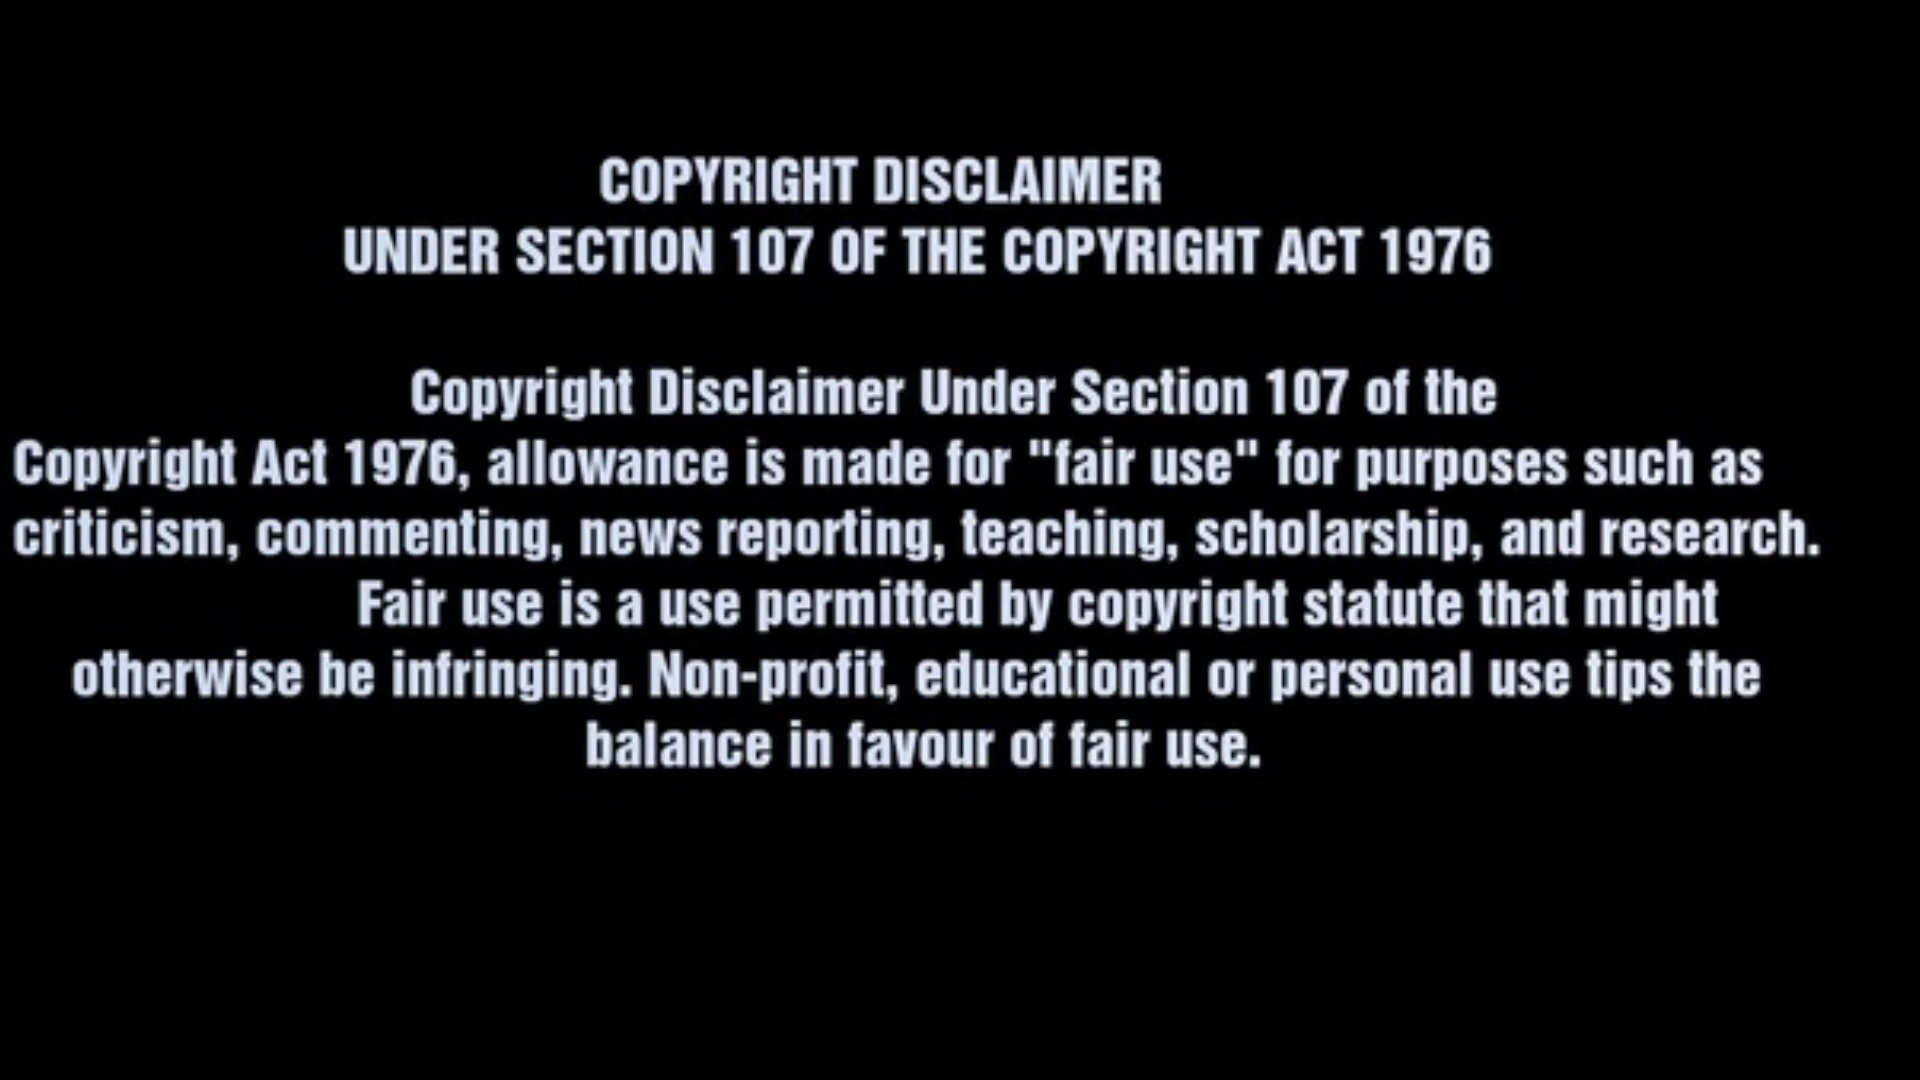 COPYRIGHT DISCLAIMER
UNDER SECTION 107 OF THE COPYRIGHT ACT 1976
Copyright Disclaimer Under Section 107 of the
Copyright Act 1976, allowance is made for "fair use" for purposes such as
criticism, commenting, news reporting, teaching, scholarship, and research.
Fair use is a use permitted by copyright statute that might
otherwise be infringing. Non-profit, educational or personal use tips the
balance in favour of fair use.